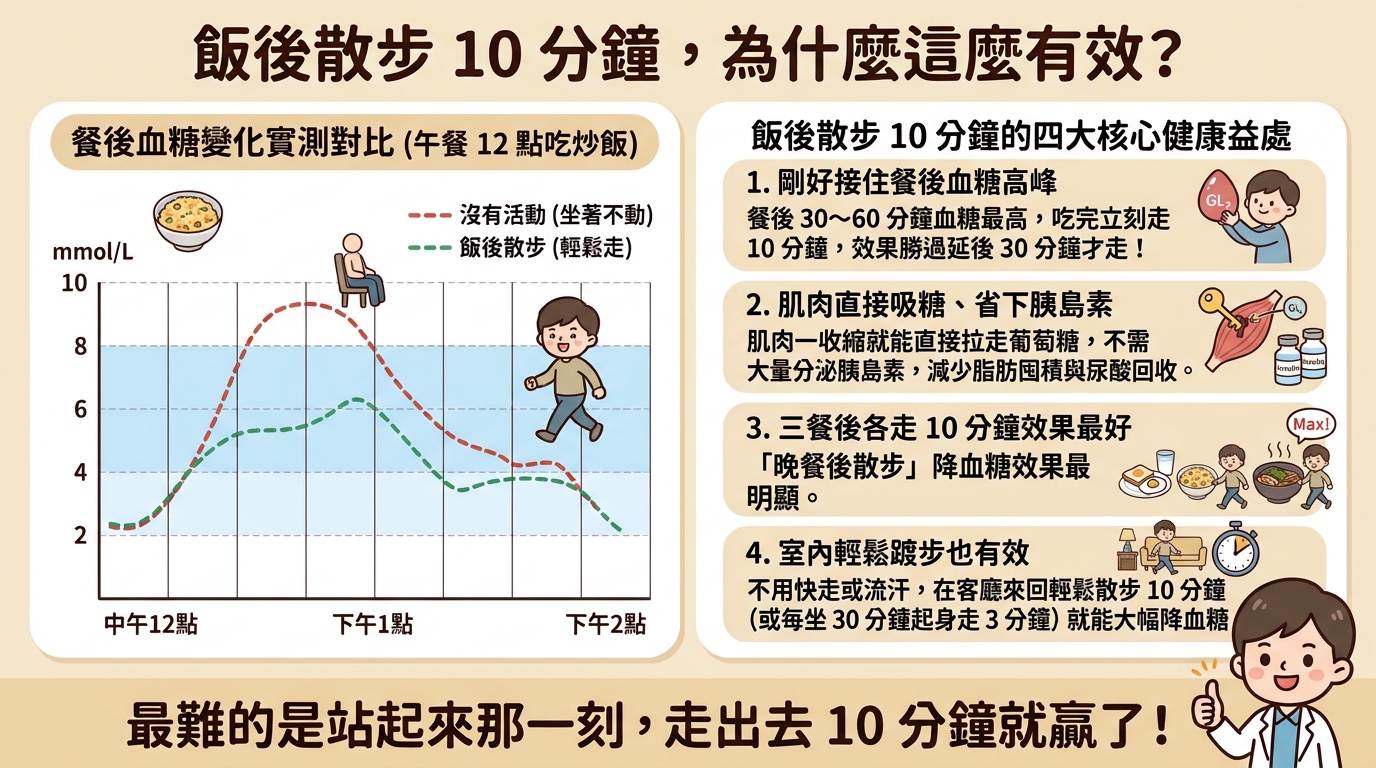 飯後散步 10 分鐘，為什麼這麼有效？
餐後血糖變化實測對比 (午餐 12 點吃炒飯)
沒有活動 (坐著不動)
飯後散步 (輕鬆走)
mmol/L
10
8
6
4
2
中午12點
下午1點
下午2點
飯後散步 10 分鐘的四大核心健康益處
1. 剛好接住餐後血糖高峰
餐後 30～60 分鐘血糖最高，吃完立刻走
10 分鐘，效果勝過延後 30 分鐘才走！
GL₂
2. 肌肉直接吸糖、省下胰島素
肌肉一收縮就能直接拉走葡萄糖，不需
大量分泌胰島素，減少脂肪囤積與尿酸回收。
3. 三餐後各走 10 分鐘效果最好
「晚餐後散步」降血糖效果最
明顯。
Max!
4. 室內輕鬆踱步也有效
不用快走或流汗，在客廳來回輕鬆散步 10 分鐘
(或每坐 30 分鍾起身走 3 分鐘) 就能大幅降血糖
最難的是站起來那一刻，走出去 10 分鐘就贏了！